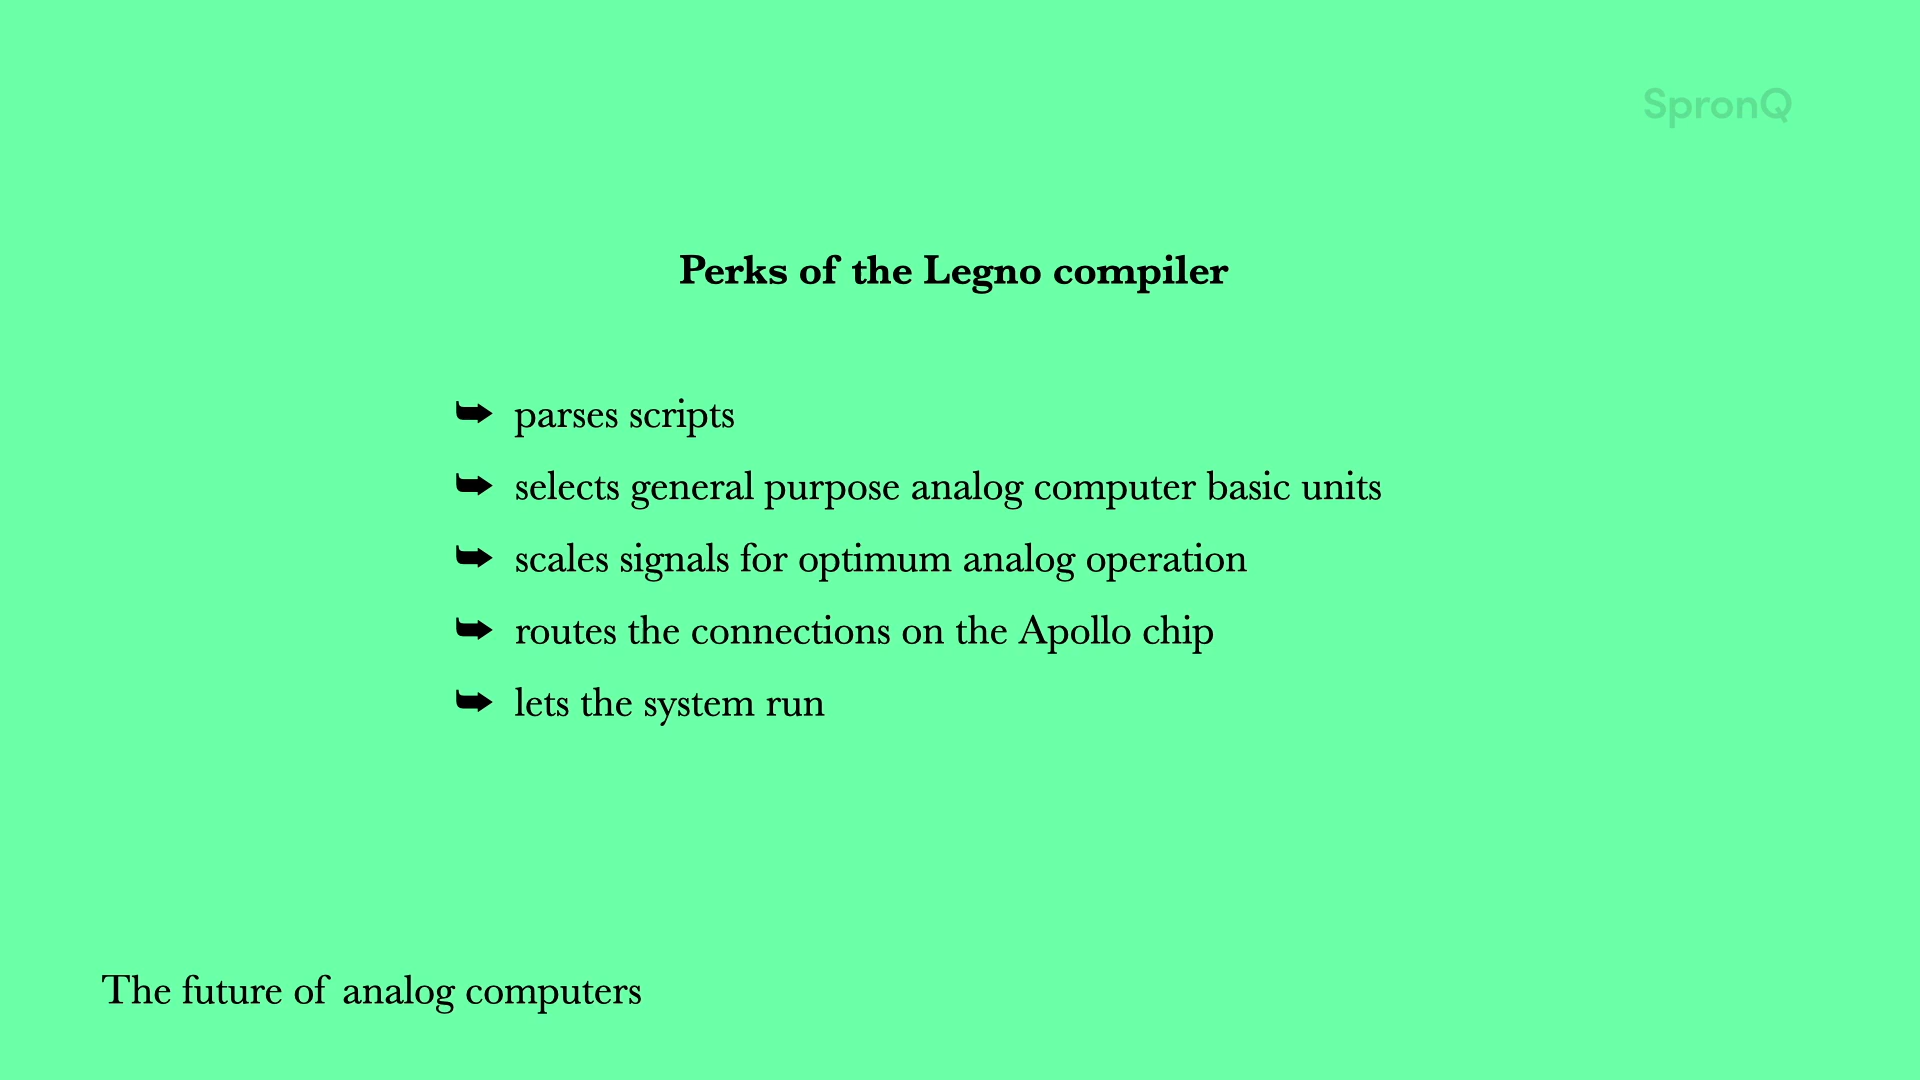 SpronQ
Perks of the Legno compiler
➥ parses scripts
➥ selects general purpose analog computer basic units
➥ scales signals for optimum analog operation
➥ routes the connections on the Apollo chip
➥ lets the system run
The future of analog computers